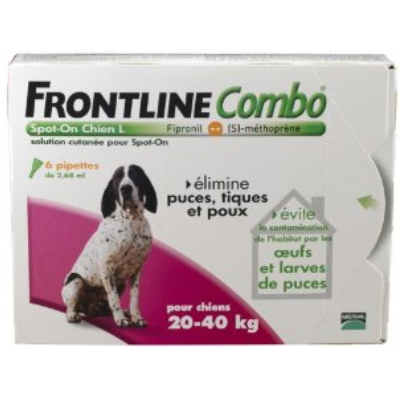 FRONTLINE Combo®
Spot-On Chien L Fipronil ↔ (S)-méthoprène
solution cutanée pour Spot-On
6 pipettes
de 2,68 ml
élimine
puces, tiques
et poux
évite
la contamination
de l'habitat par les
œufs et larves
de puces
pour chiens
20-40 kg
MERIAL